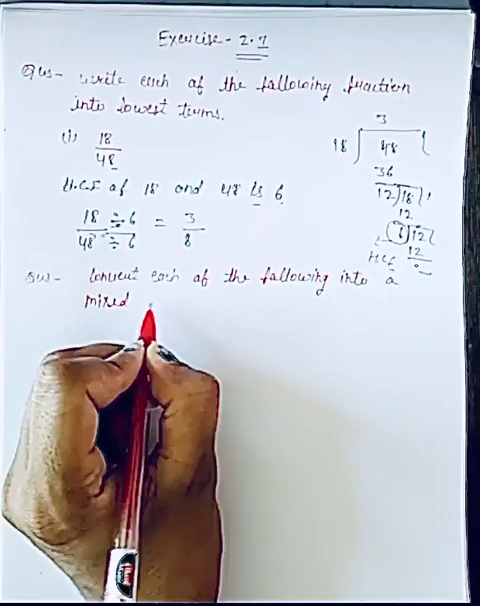 Exercise - 2.1
Qus - Write each of the following fraction
into lowest terms.
(i) 18
48
H.C.F of 18 and 48 is 6
18 ÷ 6 = 3
48 ÷ 6 8
3
18 48
36
12 18 1
12
6 12 2
HCF 12
0
Qus - Convert each of the following into a
mixed